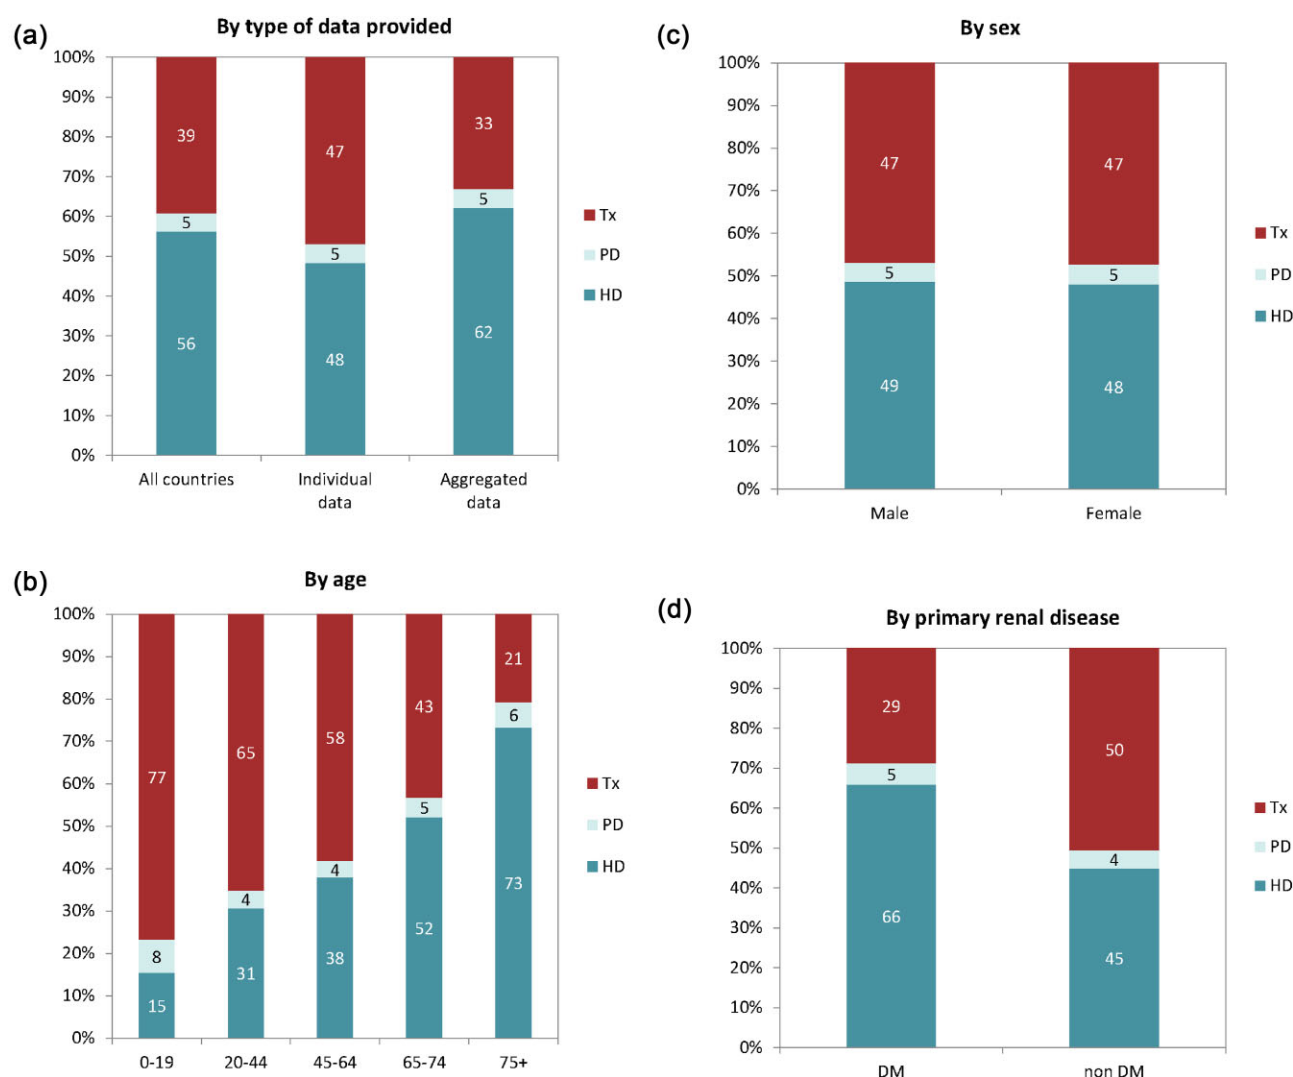 (a)
By type of data provided
100%
90%
80%
70%
60%
50%
40%
30%
20%
10%
0%
39
5
56
47
5
48
33
5
62
All countries
Individual
data
Aggregated
data
Tx
PD
HD
(c)
By sex
100%
90%
80%
70%
60%
50%
40%
30%
20%
10%
0%
47
5
49
47
5
48
Male
Female
Tx
PD
HD
(b)
By age
100%
90%
80%
70%
60%
50%
40%
30%
20%
10%
0%
77
8
15
65
4
31
58
4
38
43
5
52
21
6
73
0-19
20-44
45-64
65-74
75+
Tx
PD
HD
(d)
By primary renal disease
100%
90%
80%
70%
60%
50%
40%
30%
20%
10%
0%
29
5
66
50
4
45
DM
non DM
Tx
PD
HD